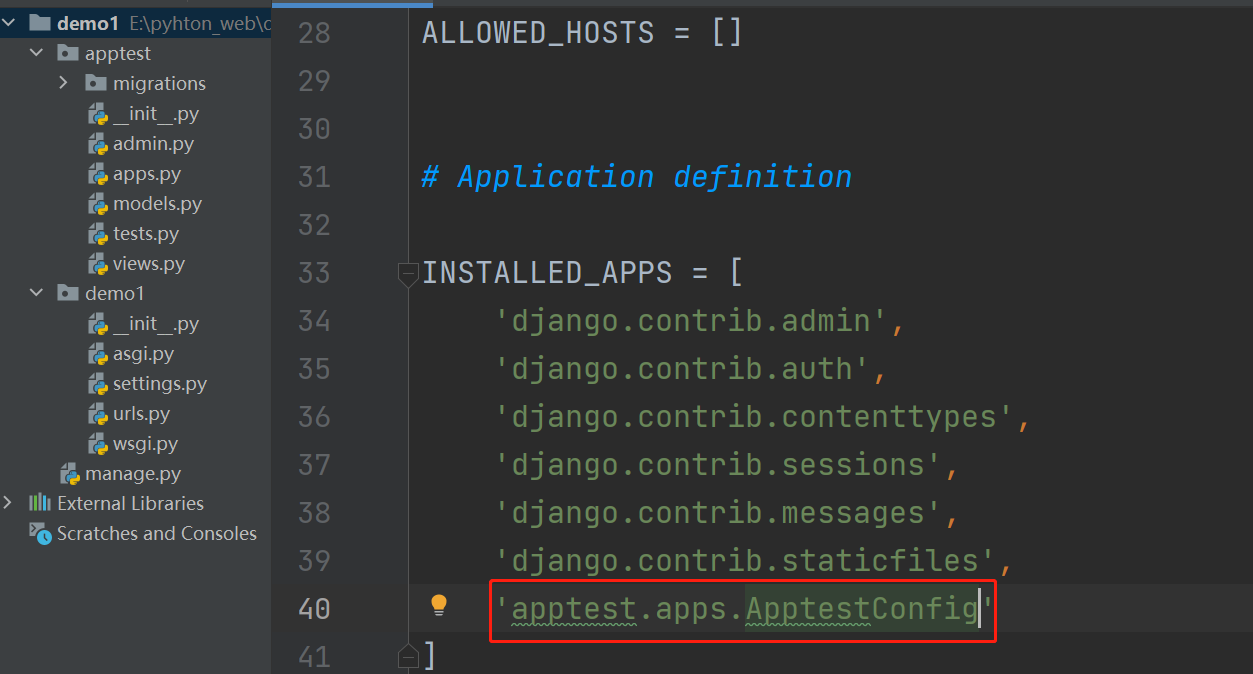 demo1 E:\pyhton_web\
apptest
migrations
__init__.py
admin.py
apps.py
models.py
tests.py
views.py
demo1
__init__.py
asgi.py
settings.py
urls.py
wsgi.py
manage.py
External Libraries
Scratches and Consoles
28 ALLOWED_HOSTS = []
29
30
31 # Application definition
32
33 INSTALLED_APPS = [
34 'django.contrib.admin',
35 'django.contrib.auth',
36 'django.contrib.contenttypes',
37 'django.contrib.sessions',
38 'django.contrib.messages',
39 'django.contrib.staticfiles',
40 'apptest.apps.ApptestConfig'
41 ]